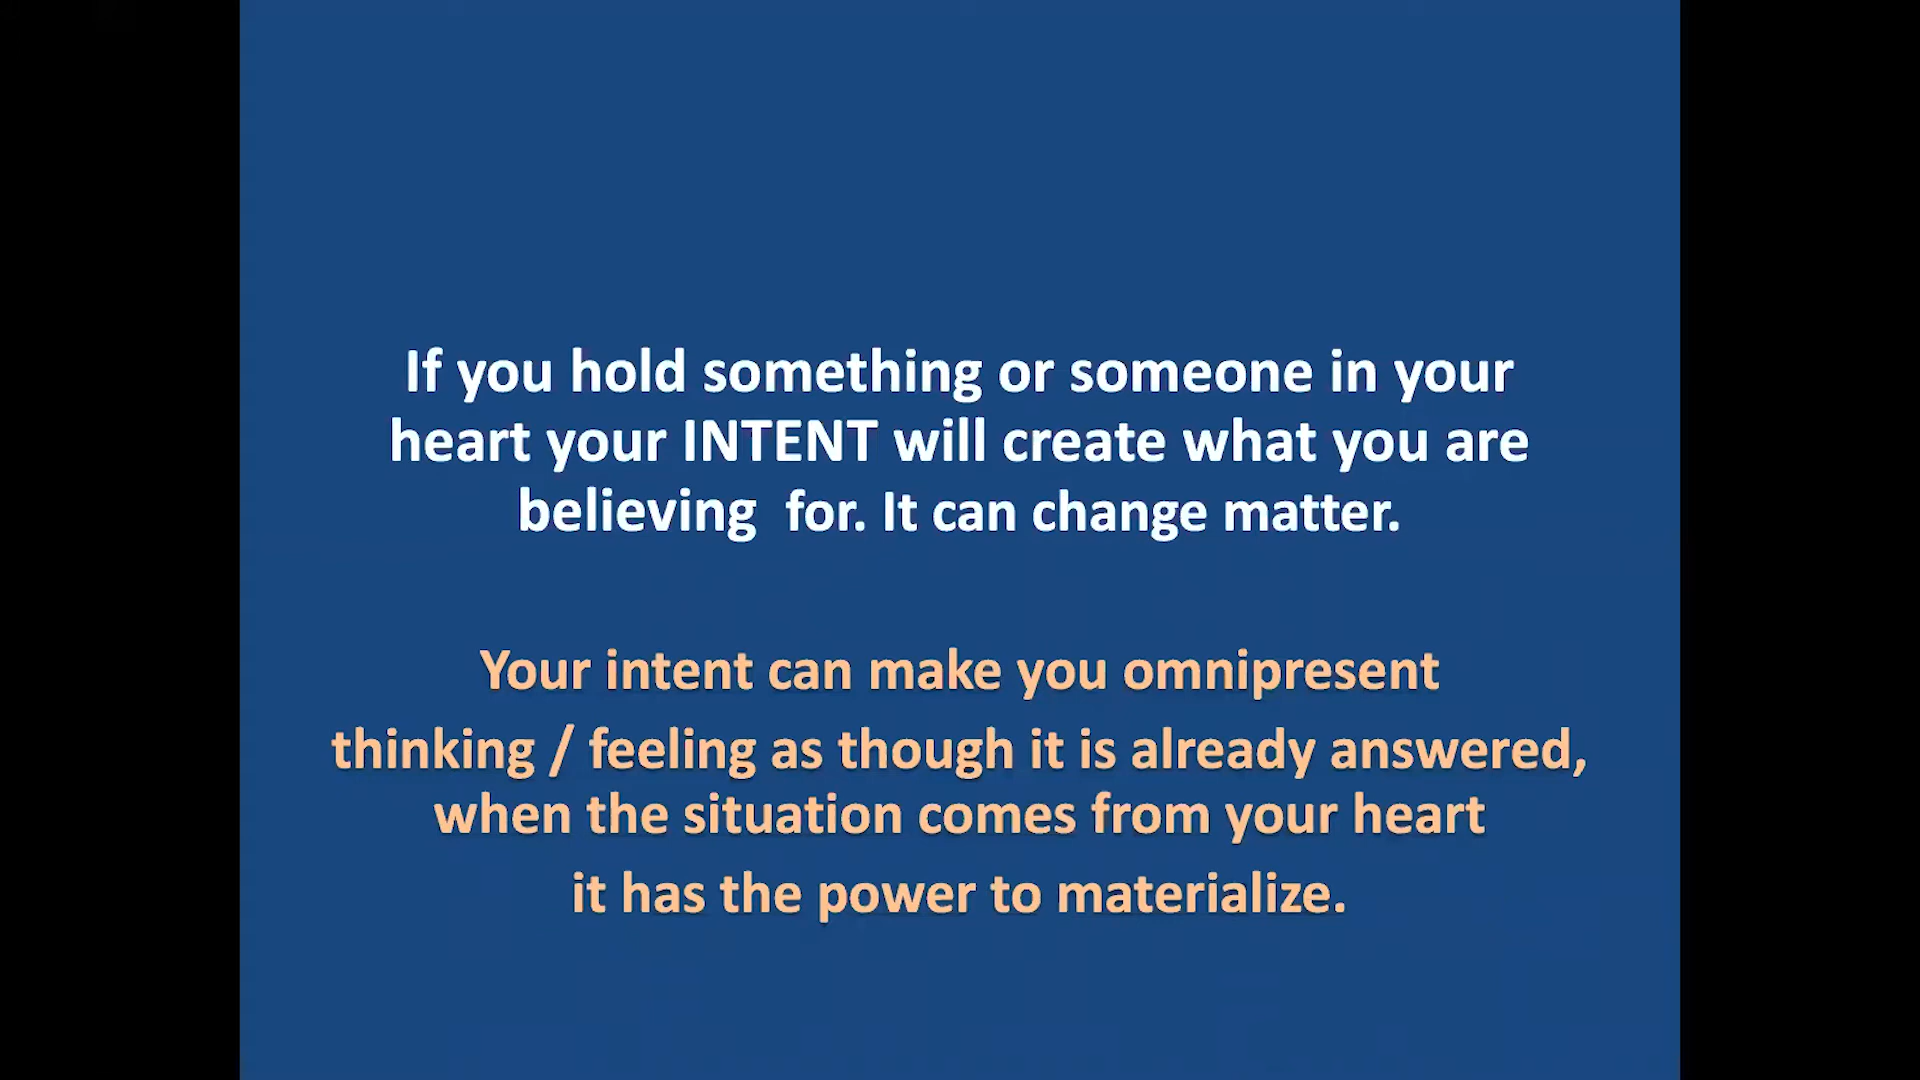 If you hold something or someone in your
heart your INTENT will create what you are
believing  for. It can change matter.
Your intent can make you omnipresent
thinking / feeling as though it is already answered,
when the situation comes from your heart
it has the power to materialize.